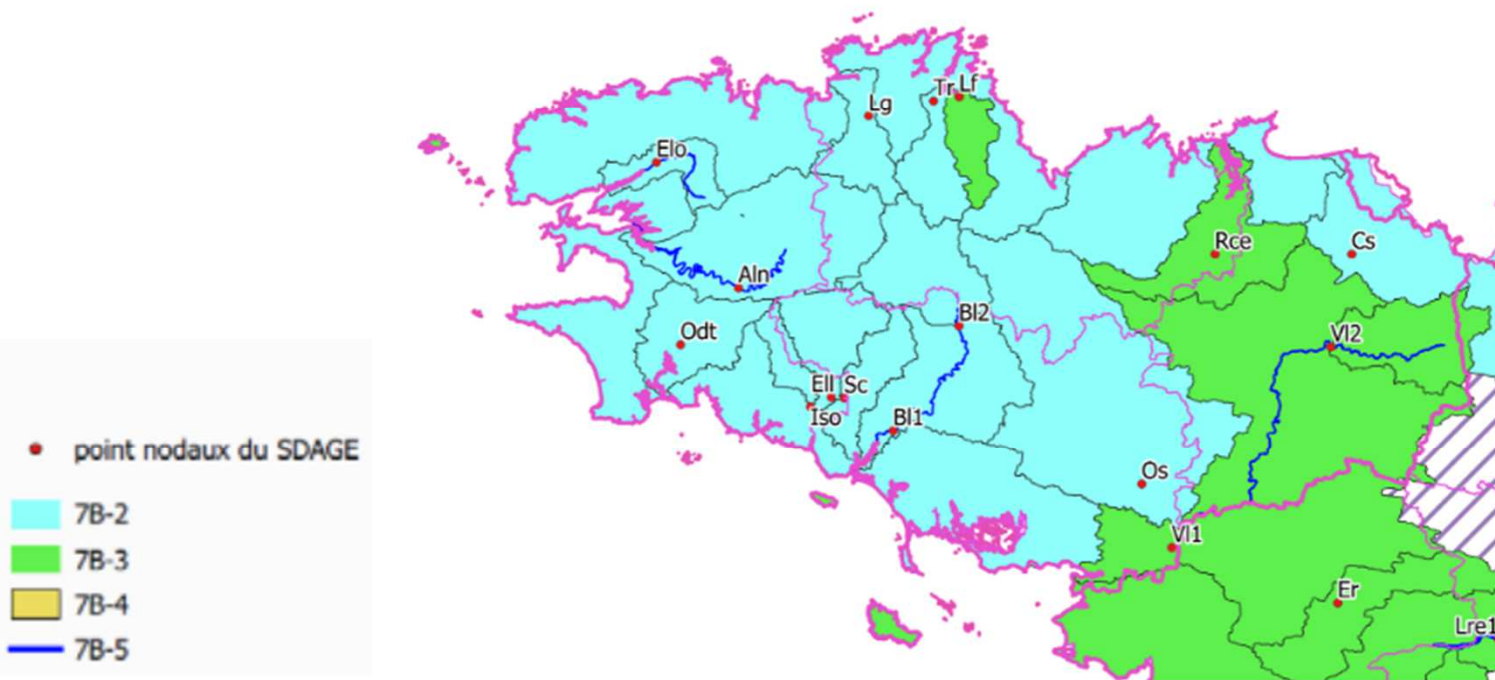 Lg
Tr
Lf
Elo
Rce
Cs
Aln
Bl2
Odt
Vl2
Ell
Sc
Iso
Bl1
Os
Vl1
Er
Lre1
point nodaux du SDAGE
7B-2
7B-3
7B-4
7B-5